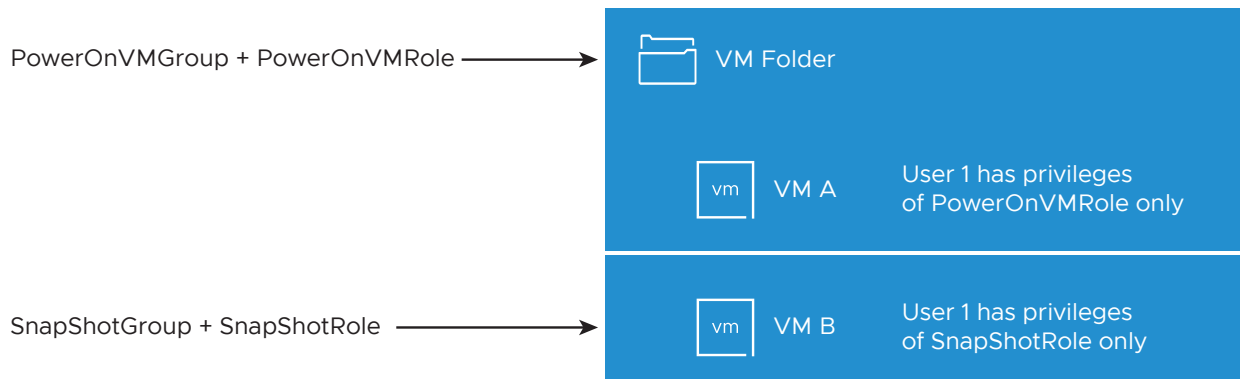 PowerOnVMGroup + PowerOnVMRole
VM Folder
vm
VM A
User 1 has privileges
of PowerOnVMRole only
SnapShotGroup + SnapShotRole
vm
VM B
User 1 has privileges
of SnapShotRole only